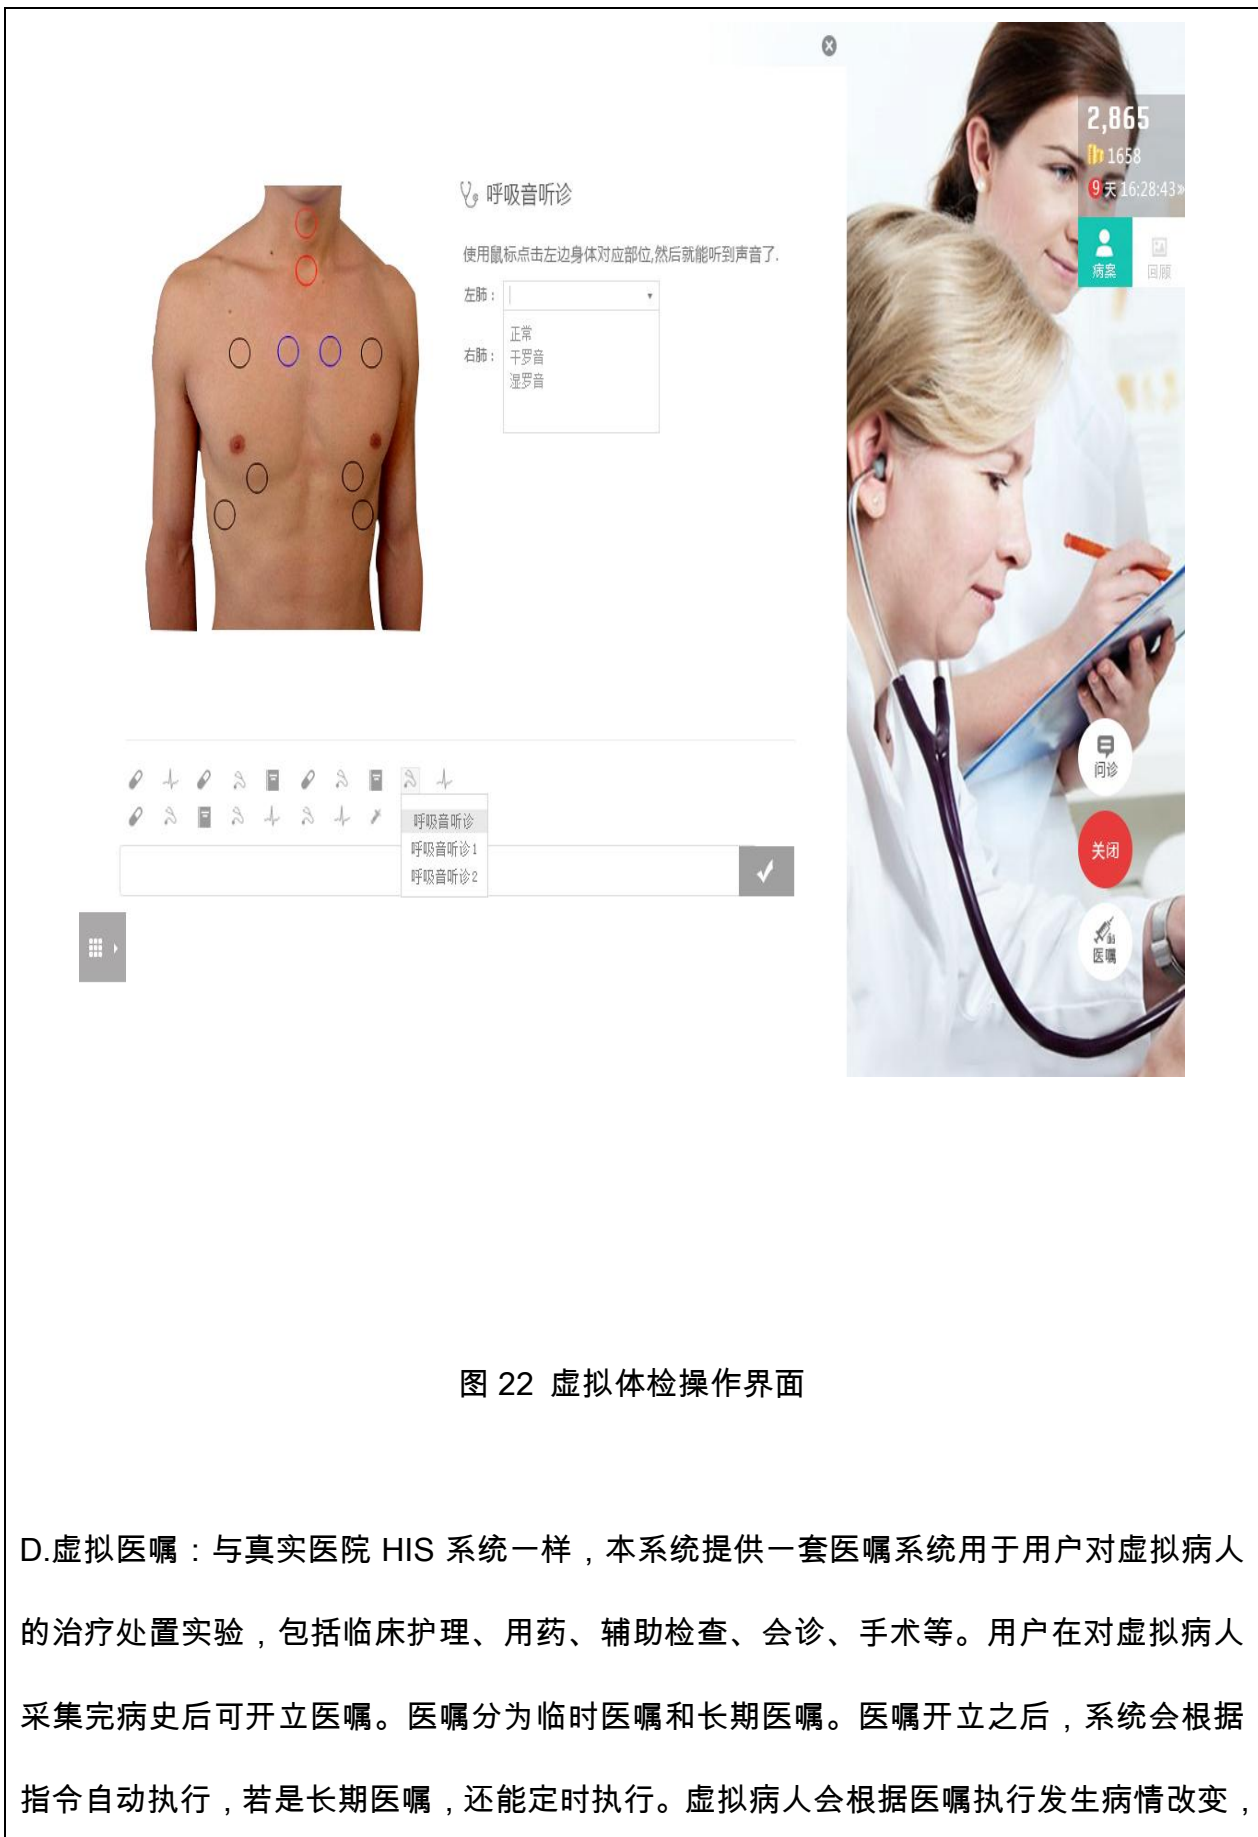 2,865
1658
9天 16:28:43»
病案
回顾
呼吸音听诊
使用鼠标点击左边身体对应部位,然后就能听到声音了.
左肺：
正常
右肺：
干罗音
湿罗音
呼吸音听诊
呼吸音听诊1
呼吸音听诊2
问诊
关闭
医嘱
图 22 虚拟体检操作界面
D.虚拟医嘱：与真实医院 HIS 系统一样，本系统提供一套医嘱系统用于用户对虚拟病人
的治疗处置实验，包括临床护理、用药、辅助检查、会诊、手术等。用户在对虚拟病人
采集完病史后可开立医嘱。医嘱分为临时医嘱和长期医嘱。医嘱开立之后，系统会根据
指令自动执行，若是长期医嘱，还能定时执行。虚拟病人会根据医嘱执行发生病情改变，